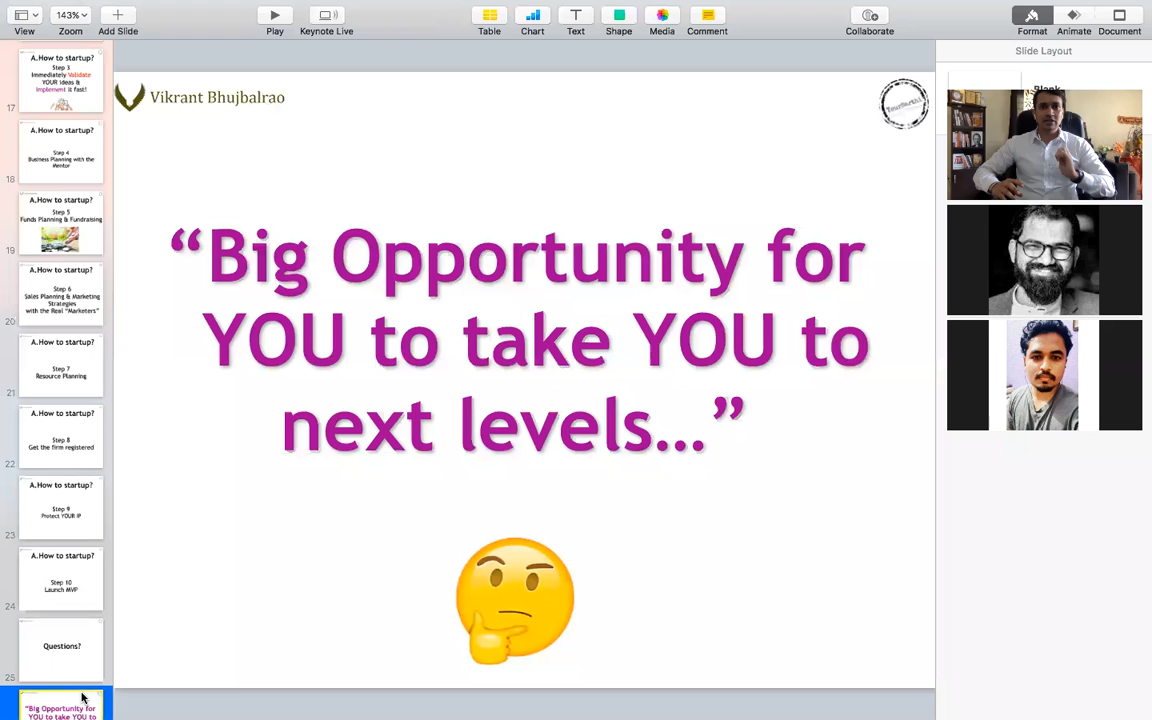 143%
View
Zoom
Add Slide
Play
Keynote Live
Table
Chart
Text
Shape
Media
Comment
Collaborate
Format
Animate
Document
Slide Layout
Blank
A.How to startup?
Step 3
Immediately Validate
YOUR ideas &
Implement it fast!
17
A.How to startup?
Step 4
Business Planning with the
Mentor
18
A.How to startup?
Step 5
Funds Planning & Fundraising
19
A.How to startup?
Step 6
Sales Planning & Marketing
Strategies
with the Real “Marketers”
20
A.How to startup?
Step 7
Resource Planning
21
A.How to startup?
Step 8
Get the firm registered
22
A.How to startup?
Step 9
Protect YOUR IP
23
A.How to startup?
Step 10
Launch MVP
24
Questions?
25
“Big Opportunity for
YOU to take YOU to
Vikrant Bhujbalrao
“Big Opportunity for
YOU to take YOU to
next levels...”